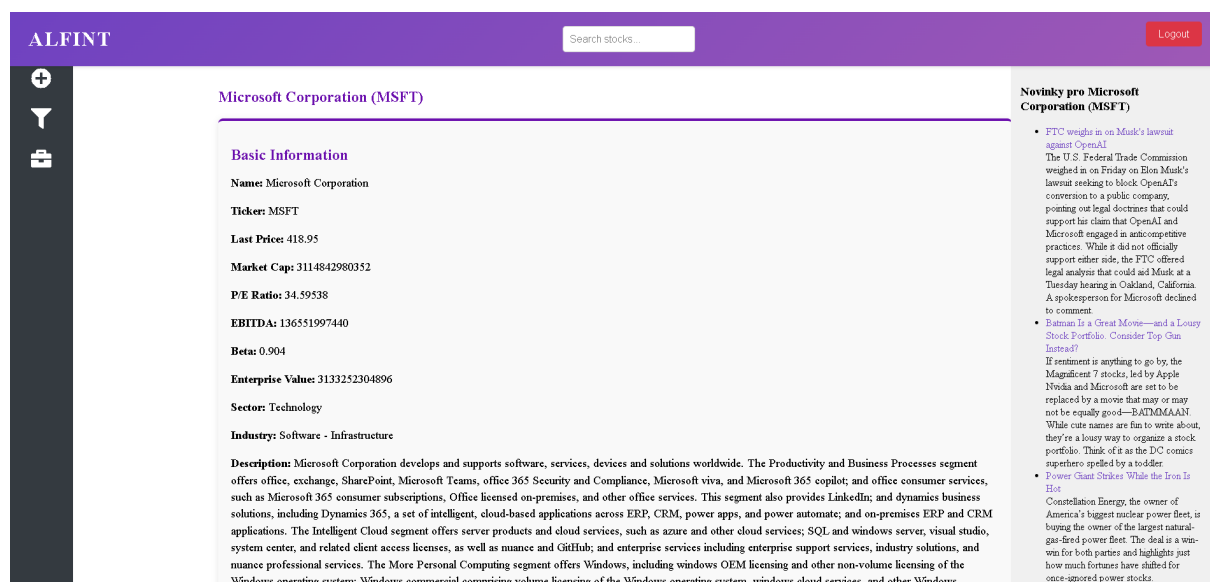 ALFINT
Search stocks...
Logout
Microsoft Corporation (MSFT)
Basic Information
Name: Microsoft Corporation
Ticker: MSFT
Last Price: 418.95
Market Cap: 3114842980352
P/E Ratio: 34.59538
EBITDA: 136551997440
Beta: 0.904
Enterprise Value: 3133252304896
Sector: Technology
Industry: Software - Infrastructure
Description: Microsoft Corporation develops and supports software, services, devices and solutions worldwide. The Productivity and Business Processes segment
offers office, exchange, SharePoint, Microsoft Teams, office 365 Security and Compliance, Microsoft viva, and Microsoft 365 copilot; and office consumer services,
such as Microsoft 365 consumer subscriptions, Office licensed on-premises, and other office services. This segment also provides LinkedIn; and dynamics business
solutions, including Dynamics 365, a set of intelligent, cloud-based applications across ERP, CRM, power apps, and power automate; and on-premises ERP and CRM
applications. The Intelligent Cloud segment offers server products and cloud services, such as azure and other cloud services; SQL and windows server, visual studio,
system center, and related client access licenses, as well as nuance and GitHub; and enterprise services including enterprise support services, industry solutions, and
nuance professional services. The More Personal Computing segment offers Windows, including windows OEM licensing and other non-volume licensing of the
Windows operating system; Windows commercial comprising volume licensing of the Windows operating system, windows cloud services, and other Windows
Novinky pro Microsoft
Corporation (MSFT)
FTC weighs in on Musk's lawsuit
against OpenAI
The U.S. Federal Trade Commission
weighed in on Friday on Elon Musk's
lawsuit seeking to block OpenAI's
conversion to a public company,
pointing out legal doctrines that could
support his claim that OpenAI and
Microsoft engaged in anticompetitive
practices. While it did not officially
support either side, the FTC offered
legal analysis that could aid Musk at a
Tuesday hearing in Oakland, California.
A spokesperson for Microsoft declined
to comment.
Batman Is a Great Movie—and a Lousy
Stock Portfolio. Consider Top Gun
Instead?
If sentiment is anything to go by, the
Magnificent 7 stocks, led by Apple
Nvidia and Microsoft are set to be
replaced by a movie that may or may
not be equally good—BATMMAAN.
While cute names are fun to write about,
they're a lousy way to organize a stock
portfolio. Think of it as the DC comics
superhero spelled by a toddler.
Power Giant Strikes While the Iron Is
Hot
Constellation Energy, the owner of
America's biggest nuclear power fleet, is
buying the owner of the largest natural-
gas-fired power fleet. The deal is a win-
win for both parties and highlights just
how much fortunes have shifted for
once-ignored power stocks.